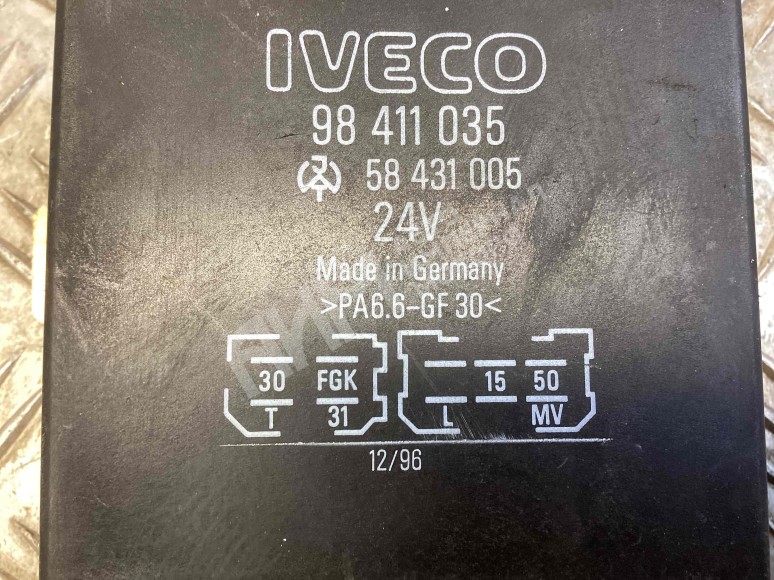 IVECO
98 411 035
58 431 005
24V
Made in Germany
>PA6.6-GF 30<
30 FGK 15 50
T 31 L MV
12/96